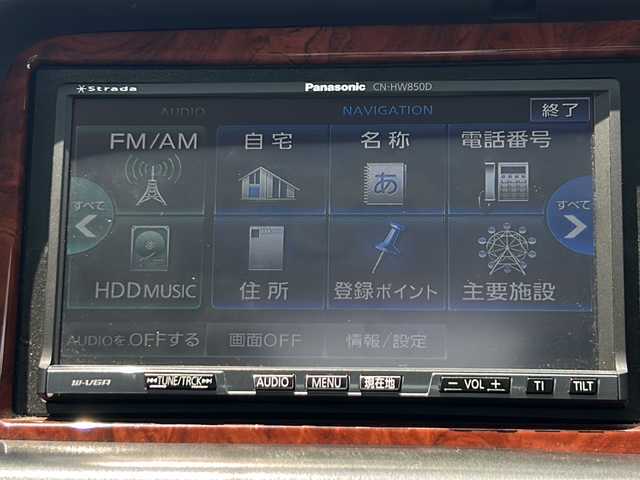 Strada
Panasonic CN-HW850D
AUDIO
NAVIGATION
終了
FM/AM
自宅
名称
電話番号
すべて
あ
すべて
HDD MUSIC
住所
登録ポイント
主要施設
AUDIOをOFFする
画面OFF
情報/設定
W-VGA
TUNE/TRCK
AUDIO
MENU
現在地
− VOL +
TI
TILT